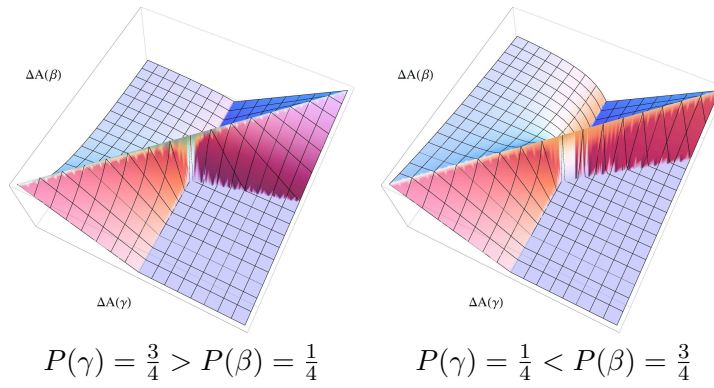 ΔA(β) ΔA(β)
ΔA(γ) ΔA(γ)
P(γ) = 3/4 > P(β) = 1/4 P(γ) = 1/4 < P(β) = 3/4